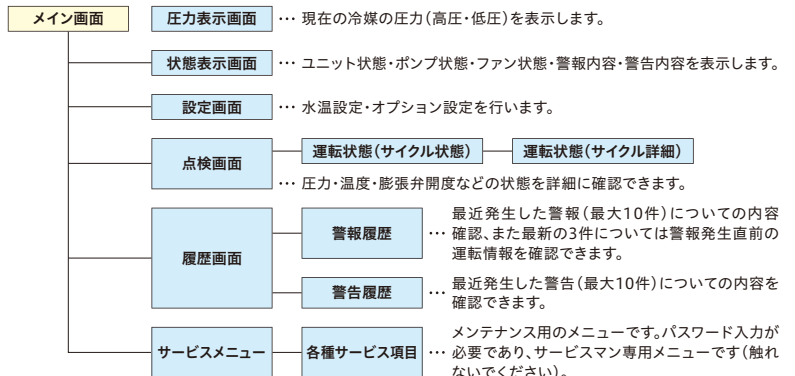 メイン画面
圧力表示画面 … 現在の冷媒の圧力(高圧・低圧)を表示します。
状態表示画面 … ユニット状態・ポンプ状態・ファン状態・警報内容・警告内容を表示します。
設定画面 … 水温設定・オプション設定を行います。
点検画面
運転状態(サイクル状態) 運転状態(サイクル詳細)
… 圧力・温度・膨張弁開度などの状態を詳細に確認できます。
履歴画面
警報履歴
… 最近発生した警報(最大10件)についての内容
確認、また最新の3件については警報発生直前の
運転情報を確認できます。
警告履歴
… 最近発生した警告(最大10件)についての内容を
確認できます。
サービスメニュー 各種サービス項目
… メンテナンス用のメニューです。パスワード入力が
必要であり、サービスマン専用メニューです(触れ
ないでください)。